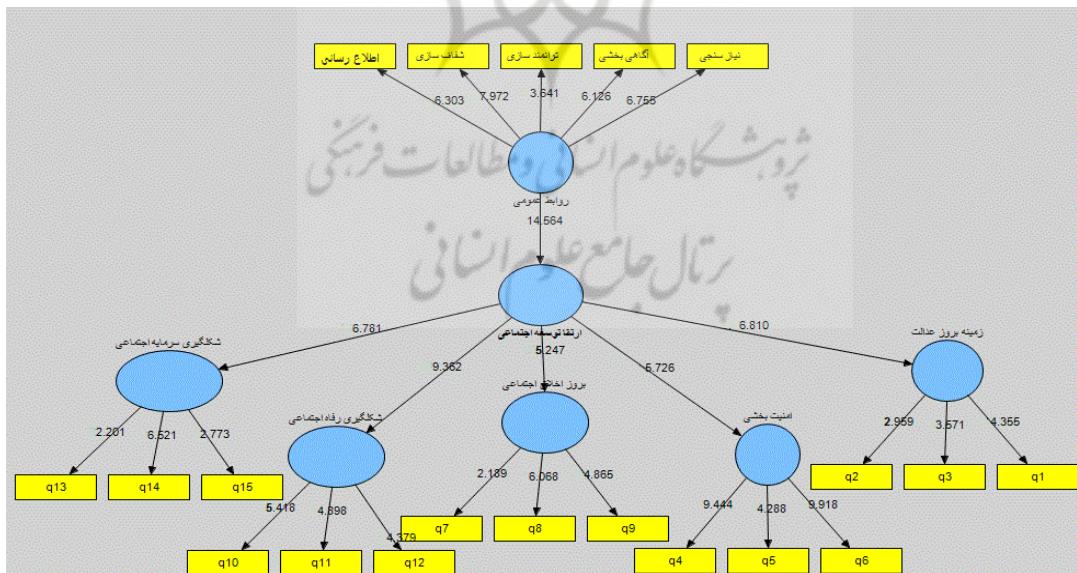 نیاز سنجی
آگاهی بخشی
توانمند سازی
شفاف سازی
اطلاع رسانی
6.303
7.972
3.641
6.126
6.755
پژوهشگاه علوم انسانی و مطالعات فرهنگی
روابط عمومی
14.564
پرتال جامع علوم انسانی
ارتقا توسعه اجتماعی
6.781
9.362
5.247
5.726
6.810
زمینه بروز عدالت
شکلگیری سرمایه اجتماعی
بروز اخلاق اجتماعی
امنیت بخشی
شکلگیری رفاه اجتماعی
2.201
6.521
2.773
q13
q14
q15
5.418
4.898
4.379
q10
q11
q12
2.189
6.068
4.865
q7
q8
q9
9.444
4.288
9.918
q4
q5
q6
2.959
3.571
4.355
q2
q3
q1